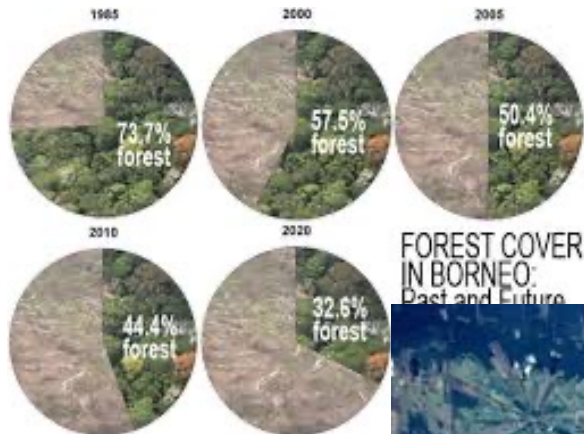 1985
2000
2005
73.7%
forest
57.5%
forest
50.4%
forest
2010
2020
44.4%
forest
32.6%
forest
FOREST COVER
IN BORNEO:
Past and Future